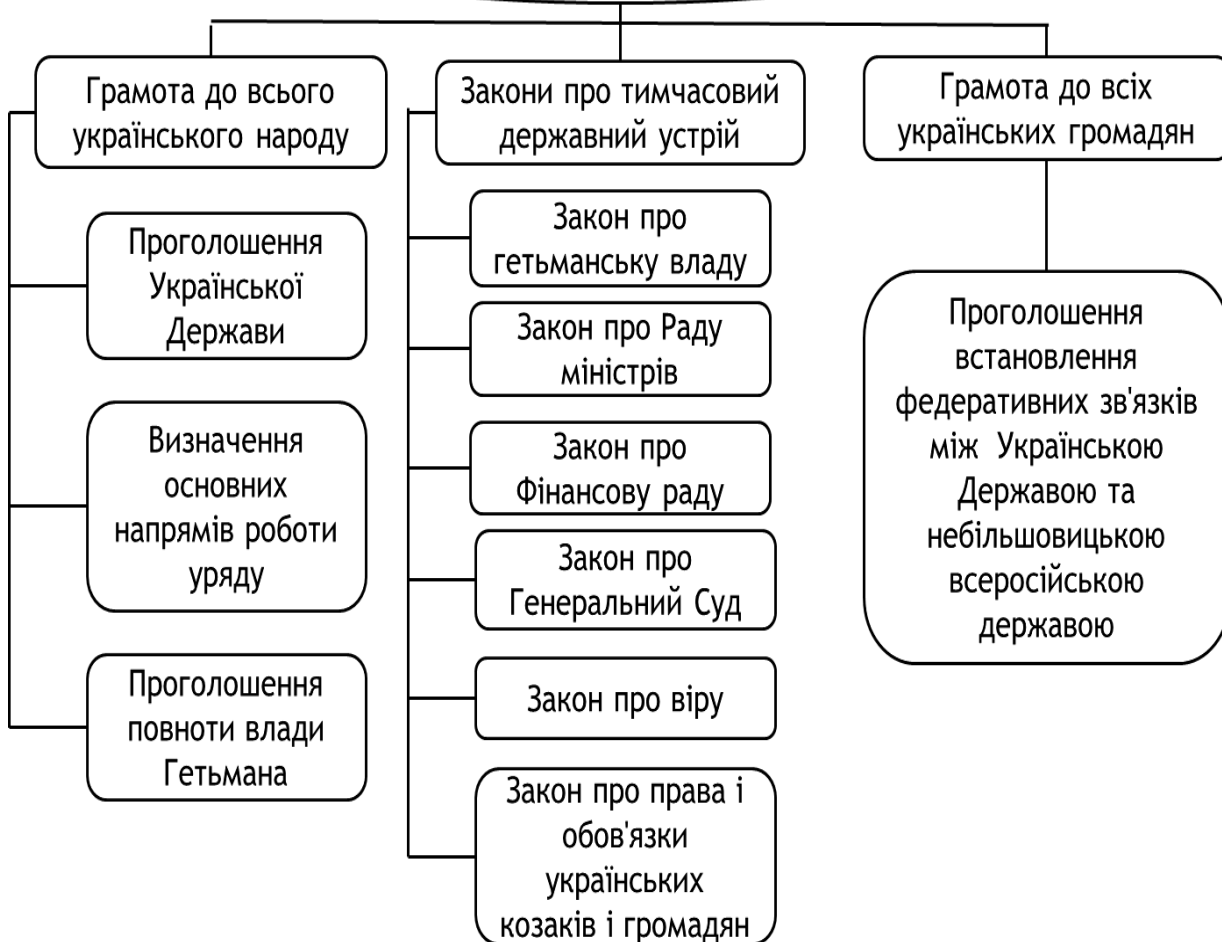 Грамота до всього
українського народу
Проголошення
Української
Держави
Визначення
основних
напрямів роботи
уряду
Проголошення
повноти влади
Гетьмана
Закони про тимчасовий
державний устрій
Закон про
гетьманську владу
Закон про Раду
міністрів
Закон про
Фінансову раду
Закон про
Генеральний Суд
Закон про віру
Закон про права і
обов'язки
українських
козаків і громадян
Грамота до всіх
українських громадян
Проголошення
встановлення
федеративних зв'язків
між Українською
Державою та
небільшовицькою
всеросійською
державою